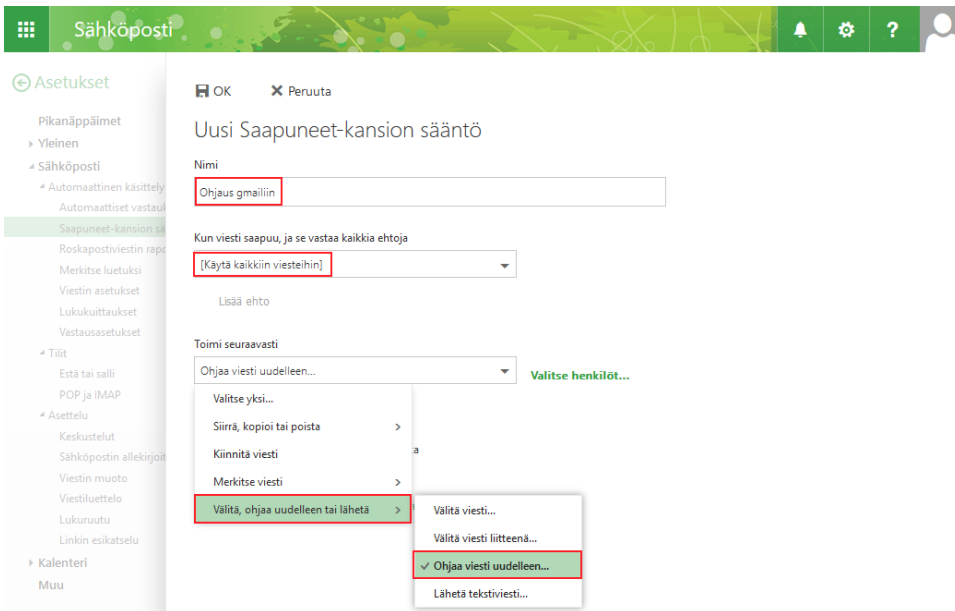 Sähköposti
?
Asetukset
Pikanäppäimet
Yleinen
Sähköposti
Automaattinen käsittely
Automaattiset vastauk
Saapuneet-kansion sä
Roskapostiviestin rapo
Merkitse luetuksi
Viestin asetukset
Lukukuittaukset
Vastausasetukset
Tilit
Estä tai salli
POP ja IMAP
Asettelu
Keskustelut
Sähköpostin allekirjoit
Viestin muoto
Viestiluettelo
Lukuruutu
Linkin esikatselu
Kalenteri
Muu
OK Peruuta
Uusi Saapuneet-kansion sääntö
Nimi
Ohjaus gmailiin
Kun viesti saapuu, ja se vastaa kaikkia ehtoja
[Käytä kaikkiin viesteihin]
Lisää ehto
Toimi seuraavasti
Ohjaa viesti uudelleen... Valitse henkilöt...
Valitse yksi...
Siirrä, kopioi tai poista
Kiinnitä viesti
Merkitse viesti
Välitä, ohjaa uudelleen tai lähetä
Välitä viesti...
Välitä viesti liitteenä...
Ohjaa viesti uudelleen...
Lähetä tekstiviesti...